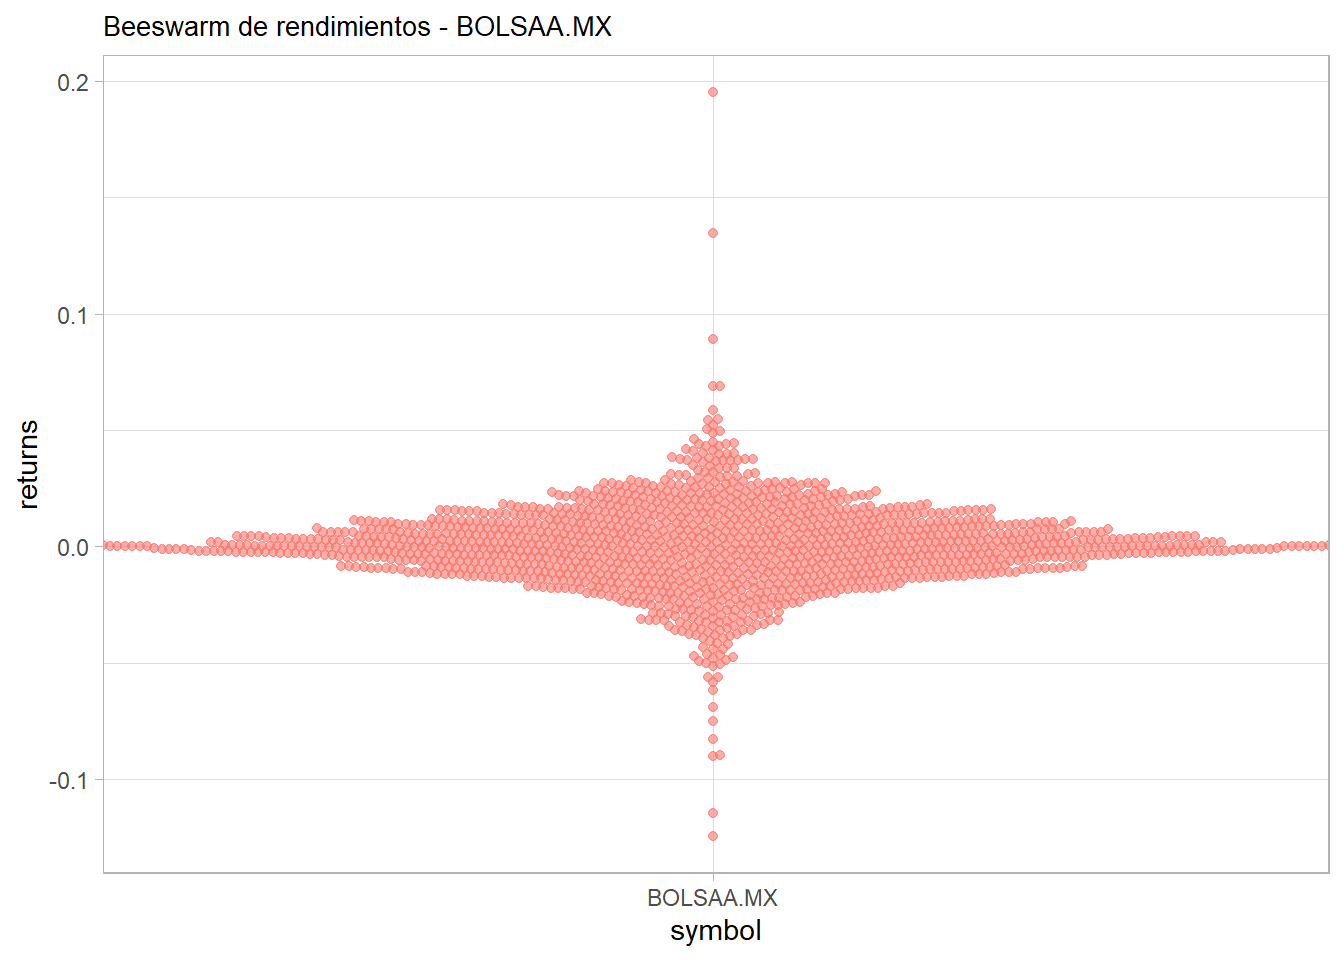 Beeswarm de rendimientos - BOLSAA.MX
0.2
0.1
0.0
-0.1
returns
BOLSAA.MX
symbol